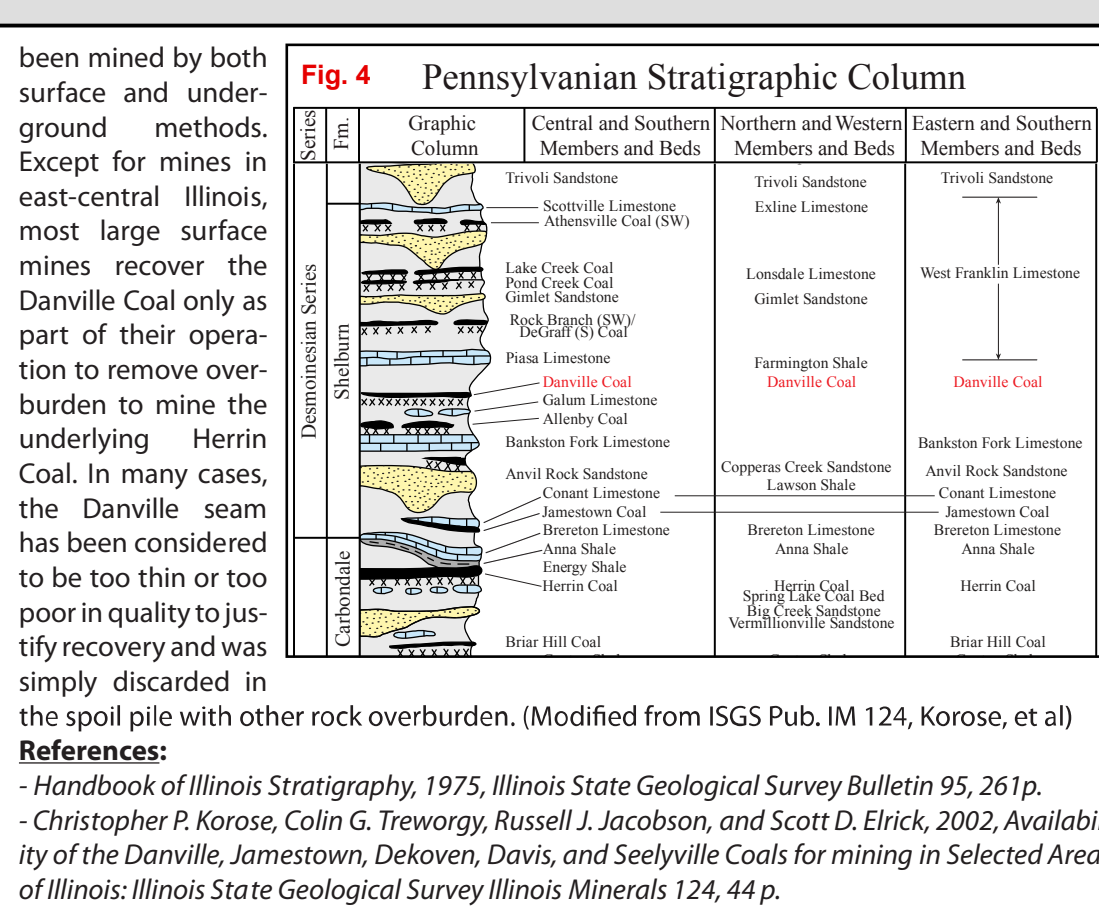 been mined by both
surface and under-
ground methods.
Except for mines in
east-central Illinois,
most large surface
mines recover the
Danville Coal only as
part of their opera-
tion to remove over-
burden to mine the
underlying Herrin
Coal. In many cases,
the Danville seam
has been considered
to be too thin or too
poor in quality to jus-
tify recovery and was
simply discarded in
the spoil pile with other rock overburden. (Modified from ISGS Pub. IM 124, Korose, et al)
Fig. 4 Pennsylvanian Stratigraphic Column
Series
Fm.
Graphic
Column
Central and Southern
Members and Beds
Northern and Western
Members and Beds
Eastern and Southern
Members and Beds
Desmoinesian Series
Shelburn
Carbondale
Trivoli Sandstone
Scottville Limestone
Athensville Coal (SW)
Lake Creek Coal
Pond Creek Coal
Gimlet Sandstone
Rock Branch (SW)/
DeGraff (S) Coal
Piasa Limestone
Danville Coal
Galum Limestone
Allenby Coal
Bankston Fork Limestone
Anvil Rock Sandstone
Conant Limestone
Jamestown Coal
Brereton Limestone
Anna Shale
Energy Shale
Herrin Coal
Briar Hill Coal
Trivoli Sandstone
Exline Limestone
Lonsdale Limestone
Gimlet Sandstone
Farmington Shale
Danville Coal
Copperas Creek Sandstone
Lawson Shale
Brereton Limestone
Anna Shale
Herrin Coal
Spring Lake Coal Bed
Big Creek Sandstone
Vermillionville Sandstone
Trivoli Sandstone
West Franklin Limestone
Danville Coal
Bankston Fork Limestone
Anvil Rock Sandstone
Conant Limestone
Jamestown Coal
Brereton Limestone
Anna Shale
Herrin Coal
Briar Hill Coal
References:
- Handbook of Illinois Stratigraphy, 1975, Illinois State Geological Survey Bulletin 95, 261p.
- Christopher P. Korose, Colin G. Treworgy, Russell J. Jacobson, and Scott D. Elrick, 2002, Availabil
ity of the Danville, Jamestown, Dekoven, Davis, and Seelyville Coals for mining in Selected Area
of Illinois: Illinois State Geological Survey Illinois Minerals 124, 44 p.